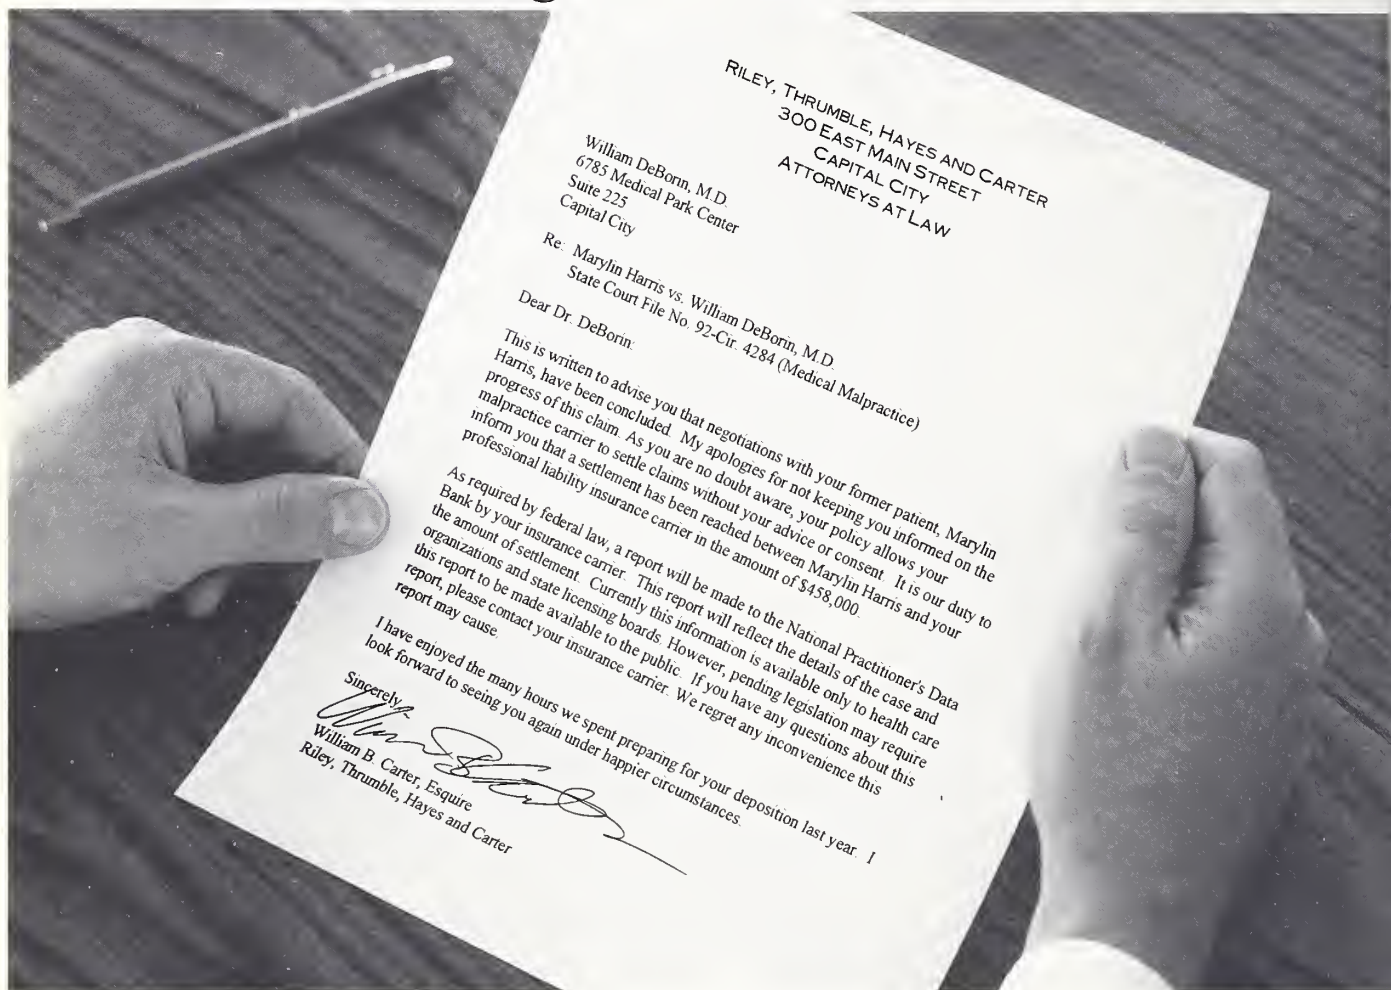 RILEY, THRUMBLE, HAYES AND CARTER
300 EAST MAIN STREET
CAPITAL CITY
ATTORNEYS AT LAW
William DeBorin, M.D.
6785 Medical Park Center
Suite 225
Capital City
Re: Marylin Harris vs. William DeBorin, M.D.
State Court File No. 92-Cir. 4284 (Medical Malpractice)
Dear Dr. DeBorin:
This is written to advise you that negotiations with your former patient, Marylin
Harris, have been concluded. My apologies for not keeping you informed on the
progress of this claim. As you are no doubt aware, your policy allows your
malpractice carrier to settle claims without your advice or consent. It is our duty to
inform you that a settlement has been reached between Marylin Harris and your
professional liability insurance carrier in the amount of $458,000.
As required by federal law, a report will be made to the National Practitioner's Data
Bank by your insurance carrier. This report will reflect the details of the case and
the amount of settlement. Currently this information is available only to health care
organizations and state licensing boards. However, pending legislation may require
this report to be made available to the public. If you have any questions about this
report, please contact your insurance carrier. We regret any inconvenience this
report may cause.
I have enjoyed the many hours we spent preparing for your deposition last year. I
look forward to seeing you again under happier circumstances.
Sincerely,
William B. Carter, Esquire
Riley, Thrumble, Hayes and Carter